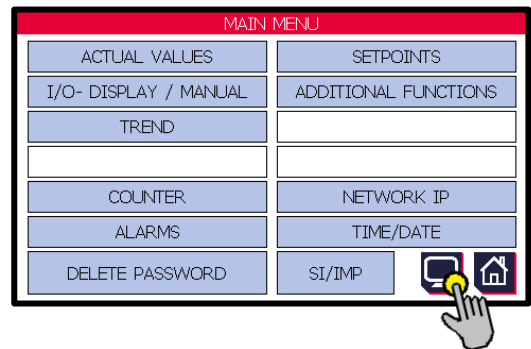 MAIN MENU
ACTUAL VALUES SETPOINTS
I/O- DISPLAY / MANUAL ADDITIONAL FUNCTIONS
TREND
COUNTER NETWORK IP
ALARMS TIME/DATE
DELETE PASSWORD SI/IMP